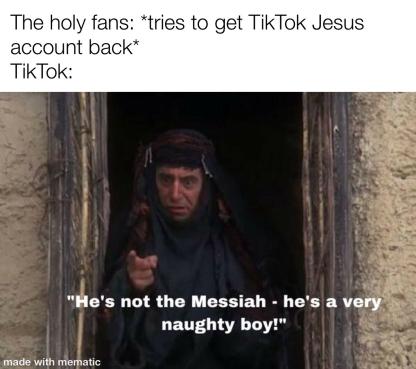 The holy fans: *tries to get TikTok Jesus
account back*
TikTok:
"He's not the Messiah - he's a very
naughty boy!"
made with mematic